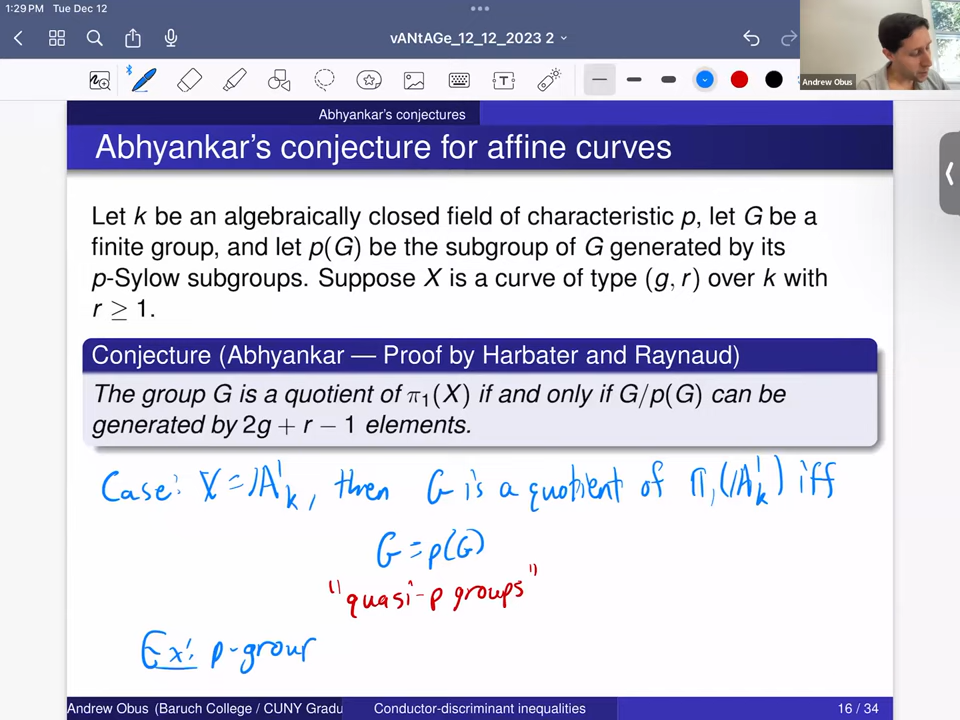 1:29 PM Tue Dec 12
vANtAGe_12_12_2023 2
Andrew Obus
Abhyankar's conjectures
Abhyankar's conjecture for affine curves
Let k be an algebraically closed field of characteristic p, let G be a
finite group, and let p(G) be the subgroup of G generated by its
p-Sylow subgroups. Suppose X is a curve of type (g, r) over k with
r ≥ 1.
Conjecture (Abhyankar — Proof by Harbater and Raynaud)
The group G is a quotient of π₁(X) if and only if G/p(G) can be
generated by 2g + r − 1 elements.
Case: X = 𝔸¹ₖ, then G is a quotient of π₁(𝔸¹ₖ) iff
G = p(G)
"quasi-p groups"
Ex: p-group
Andrew Obus (Baruch College / CUNY Gradu
Conductor-discriminant inequalities
16 / 34